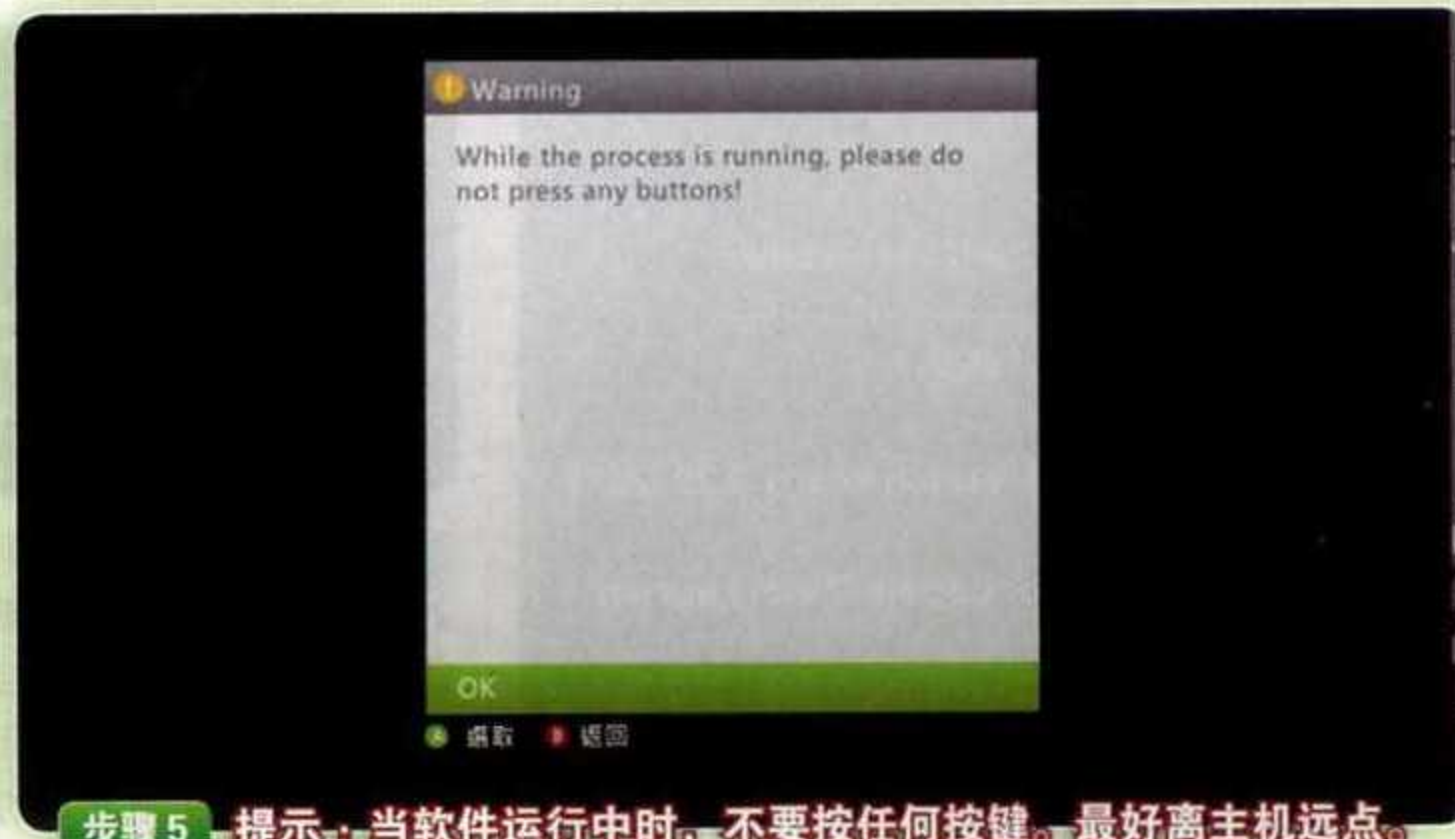 ! Warning
While the process is running, please do
not press any buttons!
OK
A 選取 B 返回
步骤5 提示：当软件运行中时，不要按任何按键。最好离主机远点。